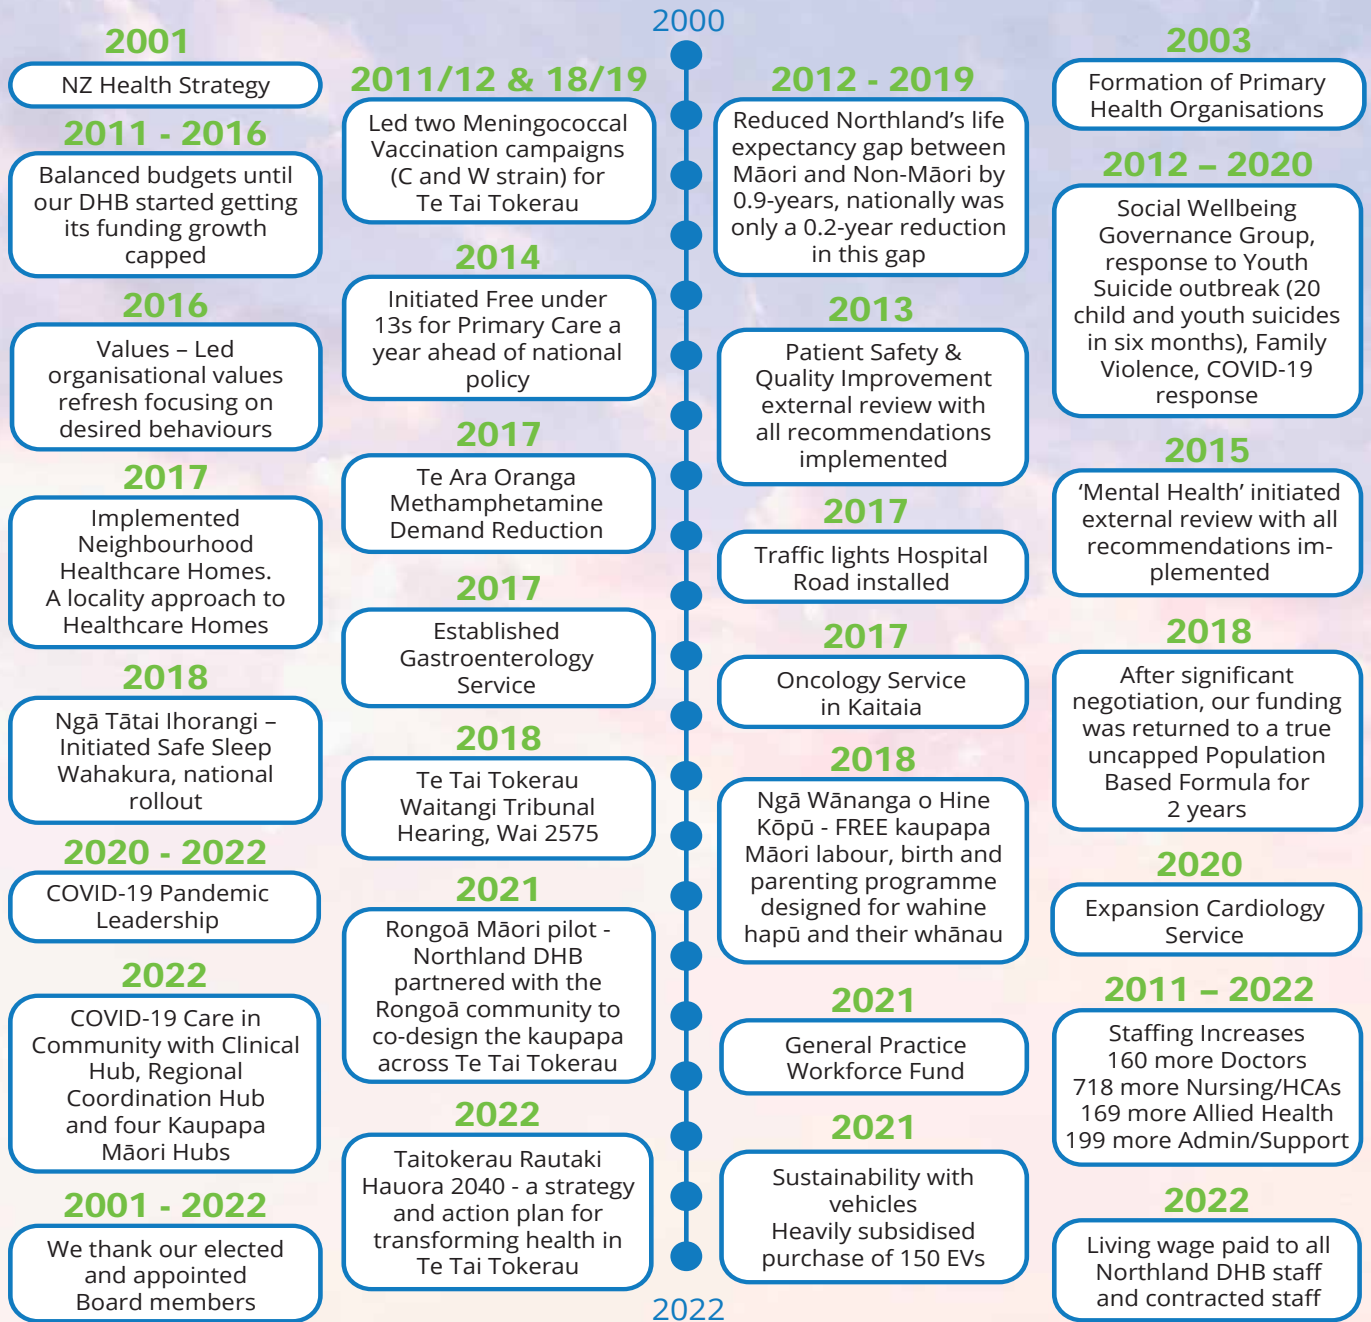 2000
2001
NZ Health Strategy
2011 - 2016
Balanced budgets until
our DHB started getting
its funding growth
capped
2016
Values – Led
organisational values
refresh focusing on
desired behaviours
2017
Implemented
Neighbourhood
Healthcare Homes.
A locality approach to
Healthcare Homes
2018
Ngā Tātai Ihorangi –
Initiated Safe Sleep
Wahakura, national
rollout
2020 - 2022
COVID-19 Pandemic
Leadership
2022
COVID-19 Care in
Community with Clinical
Hub, Regional
Coordination Hub
and four Kaupapa
Māori Hubs
2001 - 2022
We thank our elected
and appointed
Board members
2011/12 & 18/19
Led two Meningococcal
Vaccination campaigns
(C and W strain) for
Te Tai Tokerau
2014
Initiated Free under
13s for Primary Care a
year ahead of national
policy
2017
Te Ara Oranga
Methamphetamine
Demand Reduction
2017
Established
Gastroenterology
Service
2018
Te Tai Tokerau
Waitangi Tribunal
Hearing, Wai 2575
2021
Rongoā Māori pilot -
Northland DHB
partnered with the
Rongoā community to
co-design the kaupapa
across Te Tai Tokerau
2022
Taitokerau Rautaki
Hauora 2040 - a strategy
and action plan for
transforming health in
Te Tai Tokerau
2012 - 2019
Reduced Northland’s life
expectancy gap between
Māori and Non-Māori by
0.9-years, nationally was
only a 0.2-year reduction
in this gap
2013
Patient Safety &
Quality Improvement
external review with
all recommendations
implemented
2017
Traffic lights Hospital
Road installed
2017
Oncology Service
in Kaitaia
2018
Ngā Wānanga o Hine
Kōpū - FREE kaupapa
Māori labour, birth and
parenting programme
designed for wahine
hapū and their whānau
2021
General Practice
Workforce Fund
2021
Sustainability with
vehicles
Heavily subsidised
purchase of 150 EVs
2003
Formation of Primary
Health Organisations
2012 – 2020
Social Wellbeing
Governance Group,
response to Youth
Suicide outbreak (20
child and youth suicides
in six months), Family
Violence, COVID-19
response
2015
‘Mental Health’ initiated
external review with all
recommendations im-
plemented
2018
After significant
negotiation, our funding
was returned to a true
uncapped Population
Based Formula for
2 years
2020
Expansion Cardiology
Service
2011 – 2022
Staffing Increases
160 more Doctors
718 more Nursing/HCAs
169 more Allied Health
199 more Admin/Support
2022
Living wage paid to all
Northland DHB staff
and contracted staff
2022